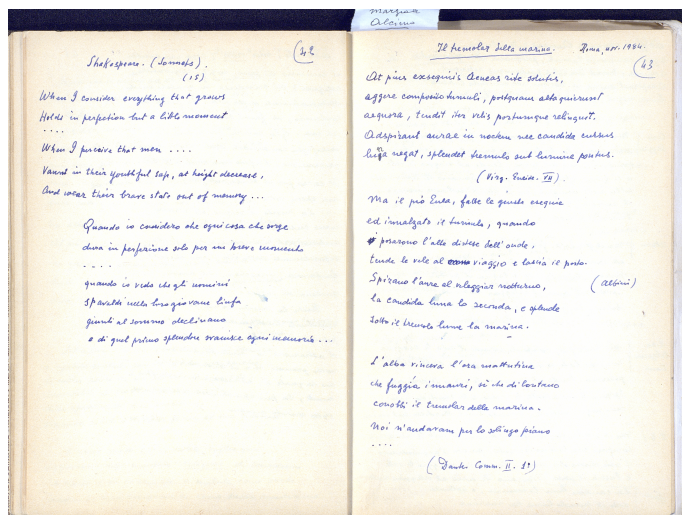 Marginal
Alcima
42
Shakespeare. (Sonnets).
(15)
When I consider everything that grows
Holds in perfection but a little moment
....
When I perceive that men ....
Vaunt in their youthful sap, at height decrease,
And wear their brave state out of memory ...
Quando io considero che ogni cosa che sorge
dura in perfezione solo per un breve momento
....
quando io vedo che gli uomini
spavaldi nella loro giovane linfa
giunti al sommo declinano
e di quel primo splendore svanisce ogni memoria ...
Il tremolar della marina. Roma, nov. 1984.
43
At pius exsequiis Aeneas rite solutis,
aggere composito tumuli, postquam alta quierunt
aequora, tendit iter velis portumque relinquit.
Adspirant aurae in noctem nec candida cursus
luna negat, splendet tremulo sub lumine pontus.
(Virg. Eneide. VII).
Ma il pio Enea, fatte le giuste esequie
ed innalzato il tumulo, quando
posarono l'alte distese dell'onde,
tende le vele al viaggio e lascia il porto.
Spirano l'aure al veleggiar notturno, (Albini)
la candida luna lo seconda, e splende
sotto il tremulo lume la marina.
L'alba vinceva l'ora mattutina
che fuggía innanzi, sì che di lontano
conobbi il tremolar della marina.
Noi n'andavam per lo solingo piano
....
(Dante Comm. II. 1°)